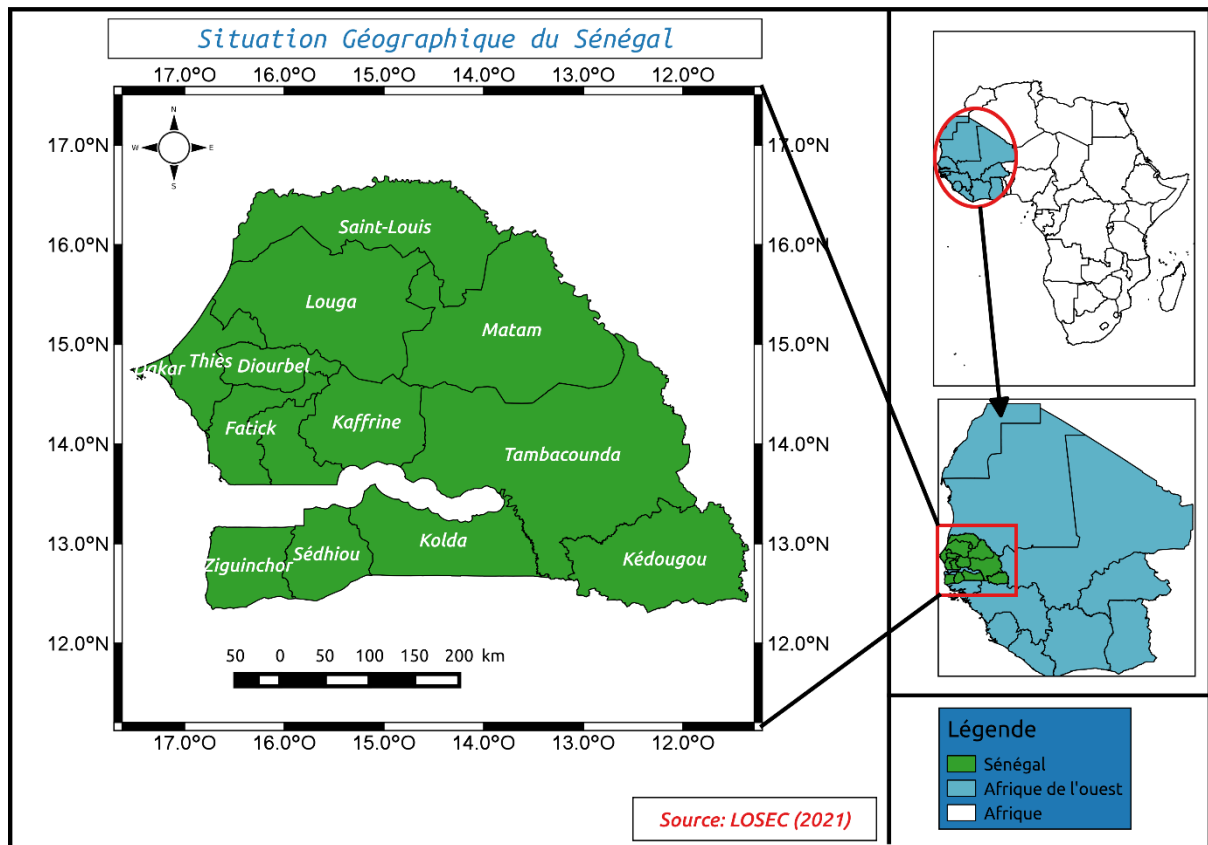 Situation Géographique du Sénégal
17.0°O 16.0°O 15.0°O 14.0°O 13.0°O 12.0°O
N
W E
S
17.0°N 17.0°N
16.0°N 16.0°N
15.0°N 15.0°N
14.0°N 14.0°N
13.0°N 13.0°N
12.0°N 12.0°N
Saint-Louis
Louga
Matam
Dakar
Thiès
Diourbel
Fatick
Kaffrine
Tambacounda
Ziguinchor
Sédhiou
Kolda
Kédougou
50 0 50 100 150 200 km
17.0°O 16.0°O 15.0°O 14.0°O 13.0°O 12.0°O
Source: LOSEC (2021)
Légende
Sénégal
Afrique de l'ouest
Afrique